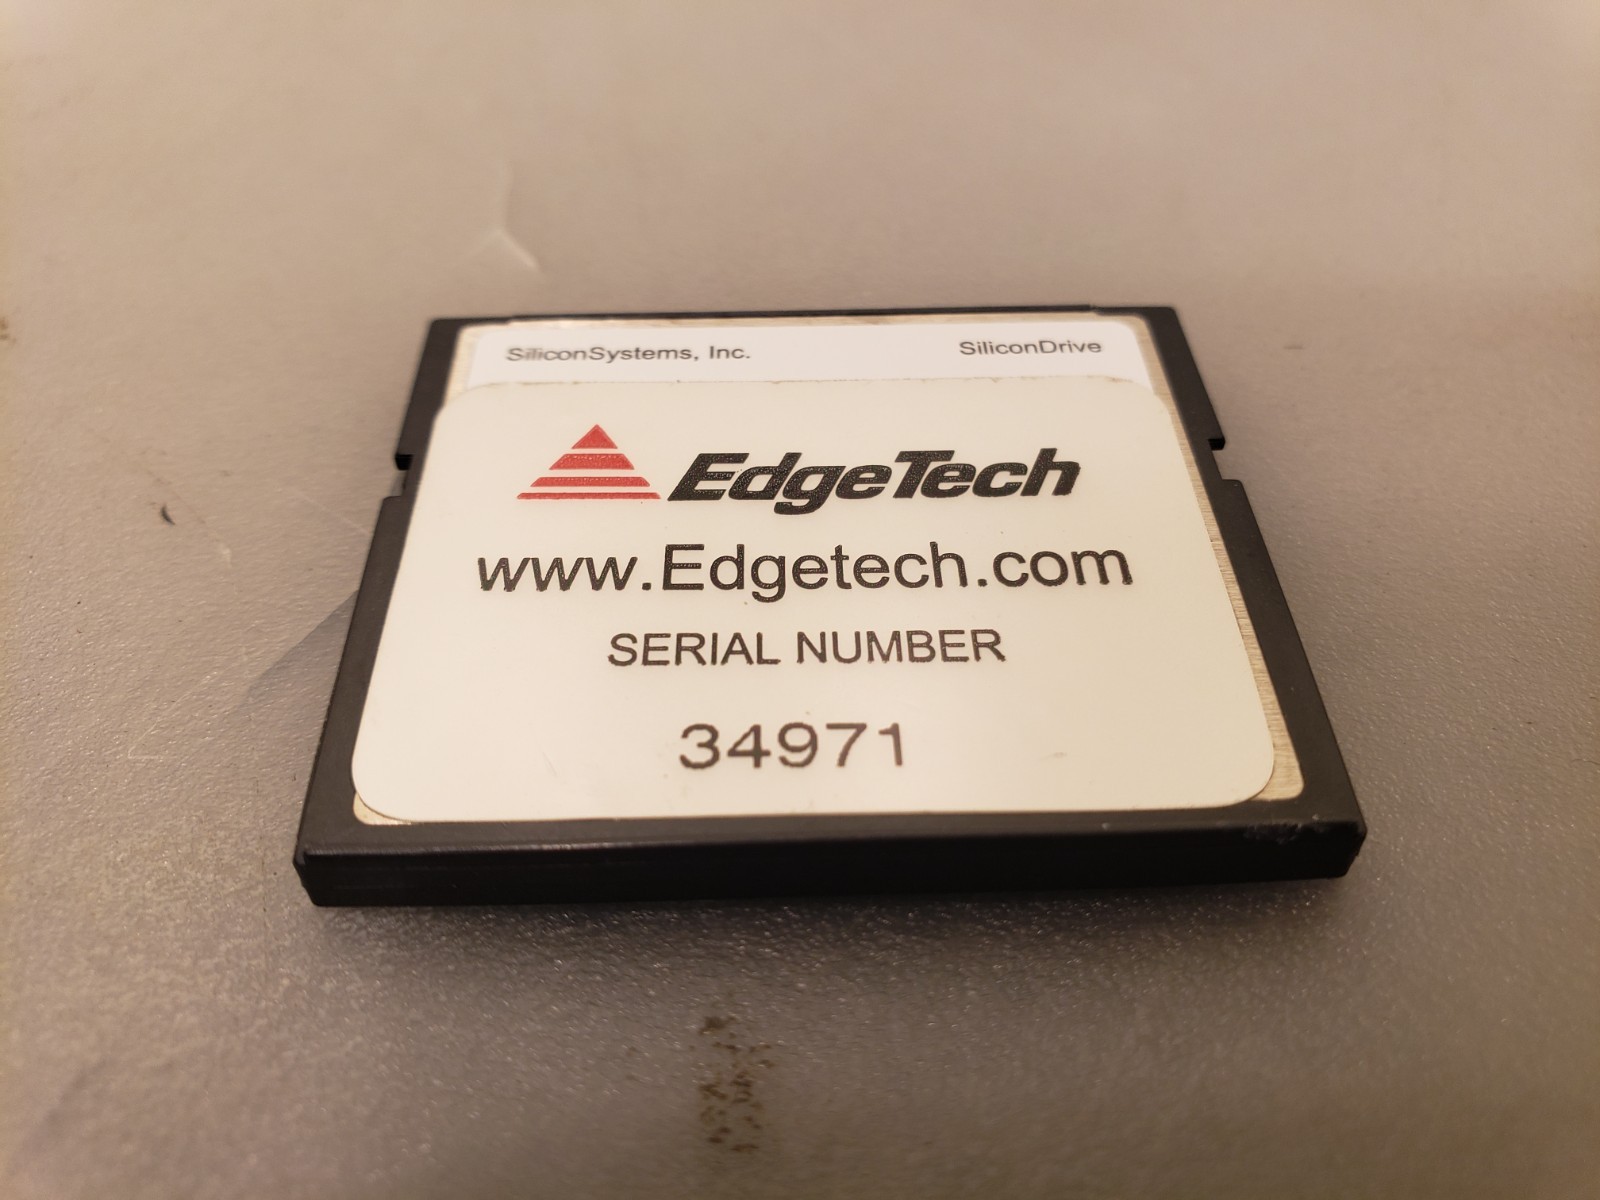 SiliconSystems, Inc. SiliconDrive
EdgeTech
www.Edgetech.com
SERIAL NUMBER
34971